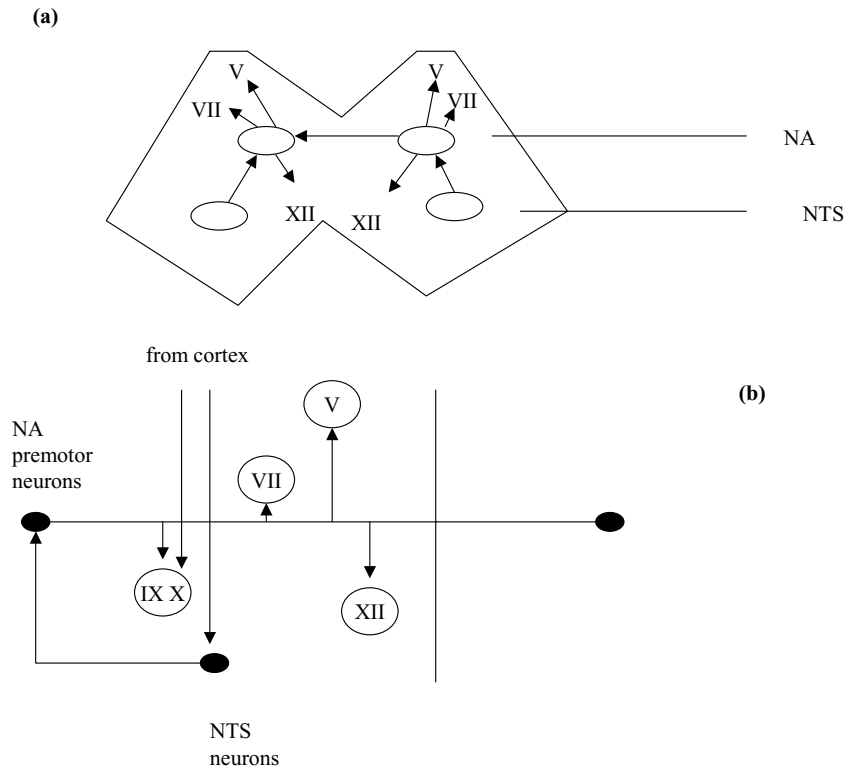 (a)
V
V
VII
VII
NA
XII
XII
NTS
from cortex
(b)
V
NA
premotor
neurons
VII
IX X
XII
NTS
neurons